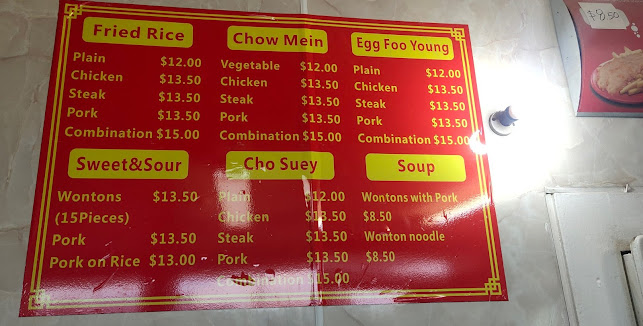 Fried Rice
Plain $12.00
Chicken $13.50
Steak $13.50
Pork $13.50
Combination $15.00
Chow Mein
Vegetable $12.00
Chicken $13.50
Steak $13.50
Pork $13.50
Combination $15.00
Egg Foo Young
Plain $12.00
Chicken $13.50
Steak $13.50
Pork $13.50
Combination $15.00
Sweet&Sour
Wontons $13.50
(15Pieces)
Pork $13.50
Pork on Rice $13.00
Cho Suey
Plain $12.00
Chicken $13.50
Steak $13.50
Pork $13.50
Combination $15.00
Soup
Wontons with Pork
$8.50
Wonton noodle
$8.50
$8.50